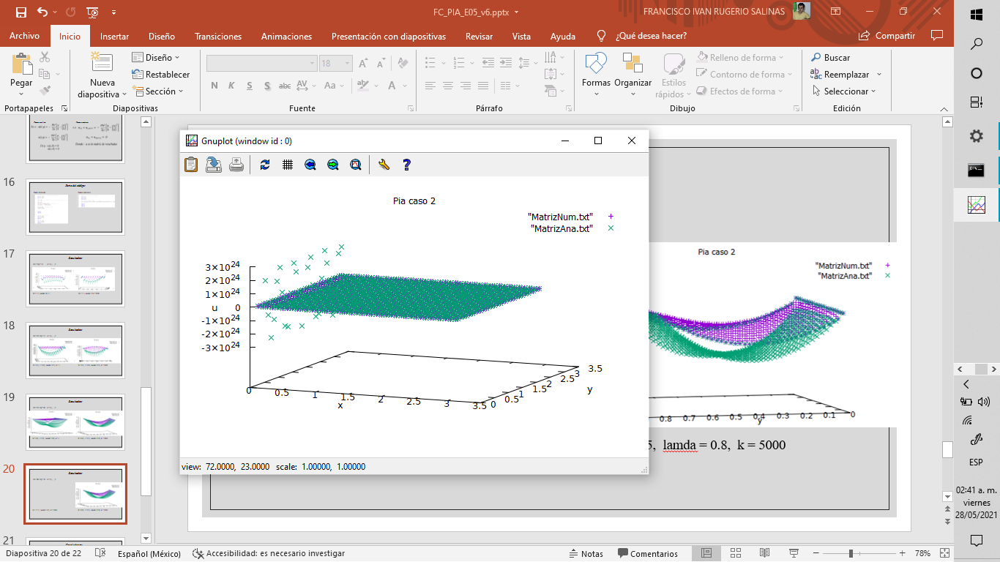 FC_PIA_E05_v6.pptx
FRANCISCO IVAN RUGERIO SALINAS
Archivo Inicio Insertar Diseño Transiciones Animaciones Presentación con diapositivas Revisar Vista Ayuda ¿Qué desea hacer? Compartir
Pegar
Nueva diapositiva
Diseño
Restablecer
Sección
18
N K S S abc AV Aa A
Formas Organizar Estilos rápidos
Relleno de forma
Contorno de forma
Efectos de forma
Buscar
Reemplazar
Seleccionar
Portapapeles Diapositivas Fuente Párrafo Dibujo Edición
16
17
18
19
20
21
Gnuplot (window id : 0)
Pia caso 2
"MatrizNum.txt" +
"MatrizAna.txt" ×
3×10^24
2×10^24
1×10^24
u 0
-1×10^24
-2×10^24
-3×10^24
0 0.5 1 1.5 2 2.5 3 3.5
x
0 0.5 1 1.5 2 2.5 3 3.5
y
view: 72.0000, 23.0000 scale: 1.00000, 1.00000
Pia caso 2
"MatrizNum.txt" +
"MatrizAna.txt" ×
0.8 0.7 0.6 0.5 0.4 0.3 0.2 0.1 0
y
5, lamda = 0.8, k = 5000
ESP
02:41 a. m.
viernes
28/05/2021
Diapositiva 20 de 22 Español (México) Accesibilidad: es necesario investigar Notas Comentarios 78%